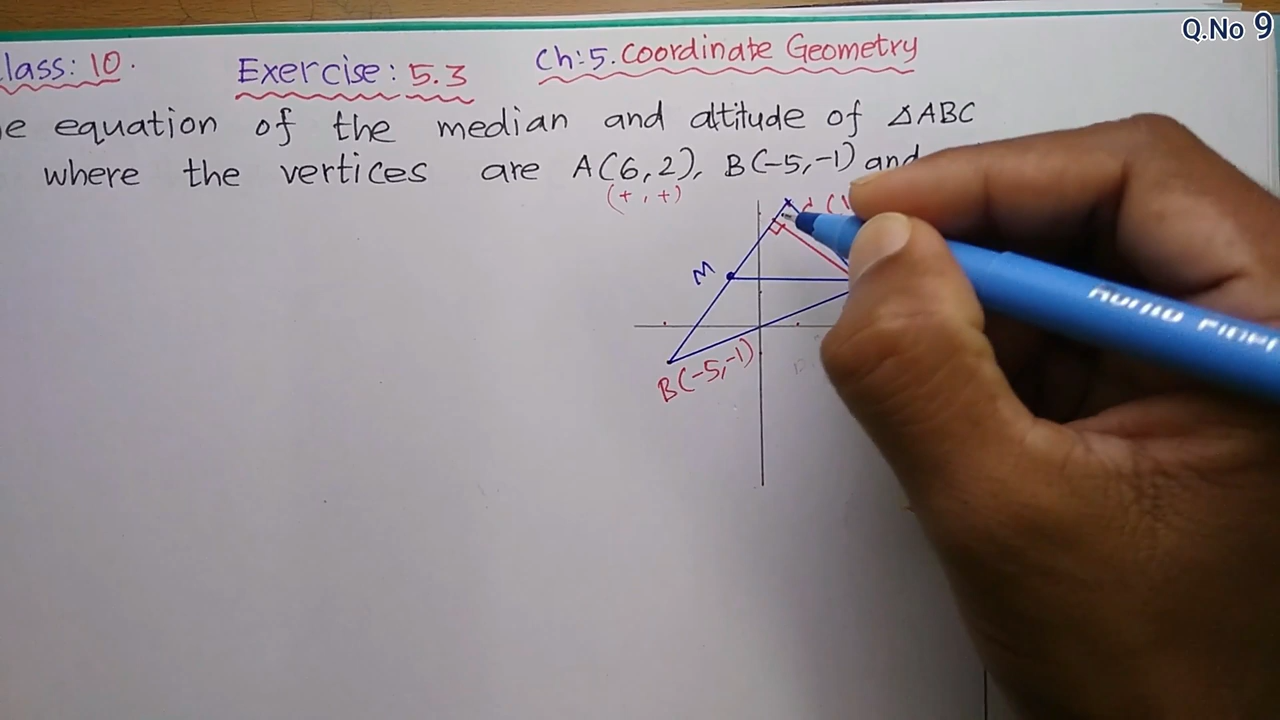 Q.No 9
lass: 10. Exercise: 5.3 Ch:5. Coordinate Geometry
e equation of the median and altitude of ΔABC
where the vertices are A(6,2), B(-5,-1) and
(+, +)
M
B(-5,-1)